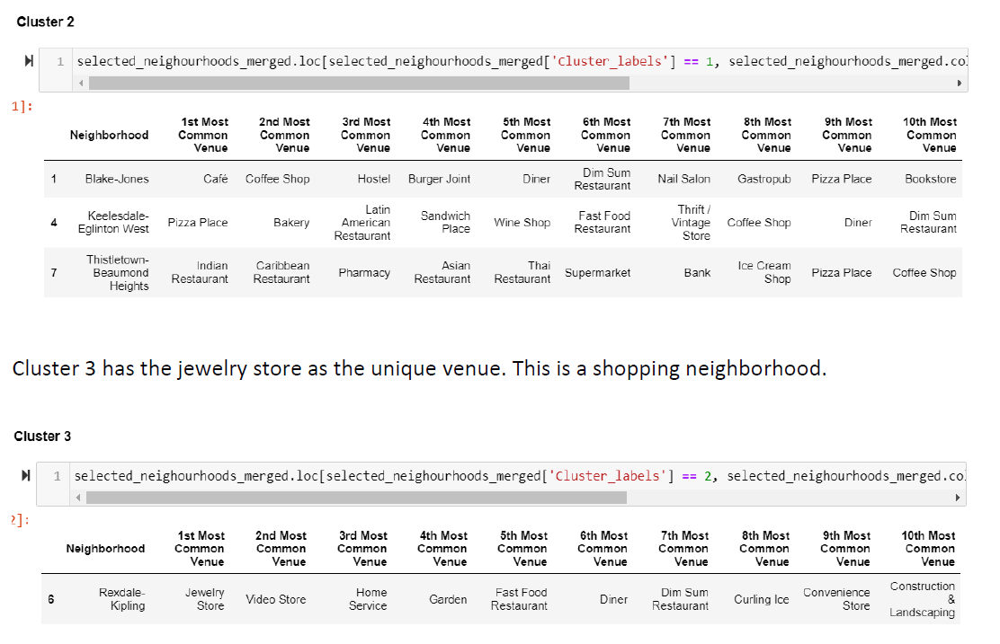 Cluster 2
1 selected_neighourhoods_merged.loc[selected_neighourhoods_merged['Cluster_labels'] == 1, selected_neighourhoods_merged.co
1]:
Neighborhood 1st Most Common Venue 2nd Most Common Venue 3rd Most Common Venue 4th Most Common Venue 5th Most Common Venue 6th Most Common Venue 7th Most Common Venue 8th Most Common Venue 9th Most Common Venue 10th Most Common Venue
1 Blake-Jones Café Coffee Shop Hostel Burger Joint Diner Dim Sum Restaurant Nail Salon Gastropub Pizza Place Bookstore
4 Keelesdale-Eglinton West Pizza Place Bakery Latin American Restaurant Sandwich Place Wine Shop Fast Food Restaurant Thrift / Vintage Store Coffee Shop Diner Dim Sum Restaurant
7 Thistletown-Beaumond Heights Indian Restaurant Caribbean Restaurant Pharmacy Asian Restaurant Thai Restaurant Supermarket Bank Ice Cream Shop Pizza Place Coffee Shop
Cluster 3 has the jewelry store as the unique venue. This is a shopping neighborhood.
Cluster 3
1 selected_neighourhoods_merged.loc[selected_neighourhoods_merged['Cluster_labels'] == 2, selected_neighourhoods_merged.co
2]:
Neighborhood 1st Most Common Venue 2nd Most Common Venue 3rd Most Common Venue 4th Most Common Venue 5th Most Common Venue 6th Most Common Venue 7th Most Common Venue 8th Most Common Venue 9th Most Common Venue 10th Most Common Venue
6 Rexdale-Kipling Jewelry Store Video Store Home Service Garden Fast Food Restaurant Diner Dim Sum Restaurant Curling Ice Convenience Store Construction & Landscaping